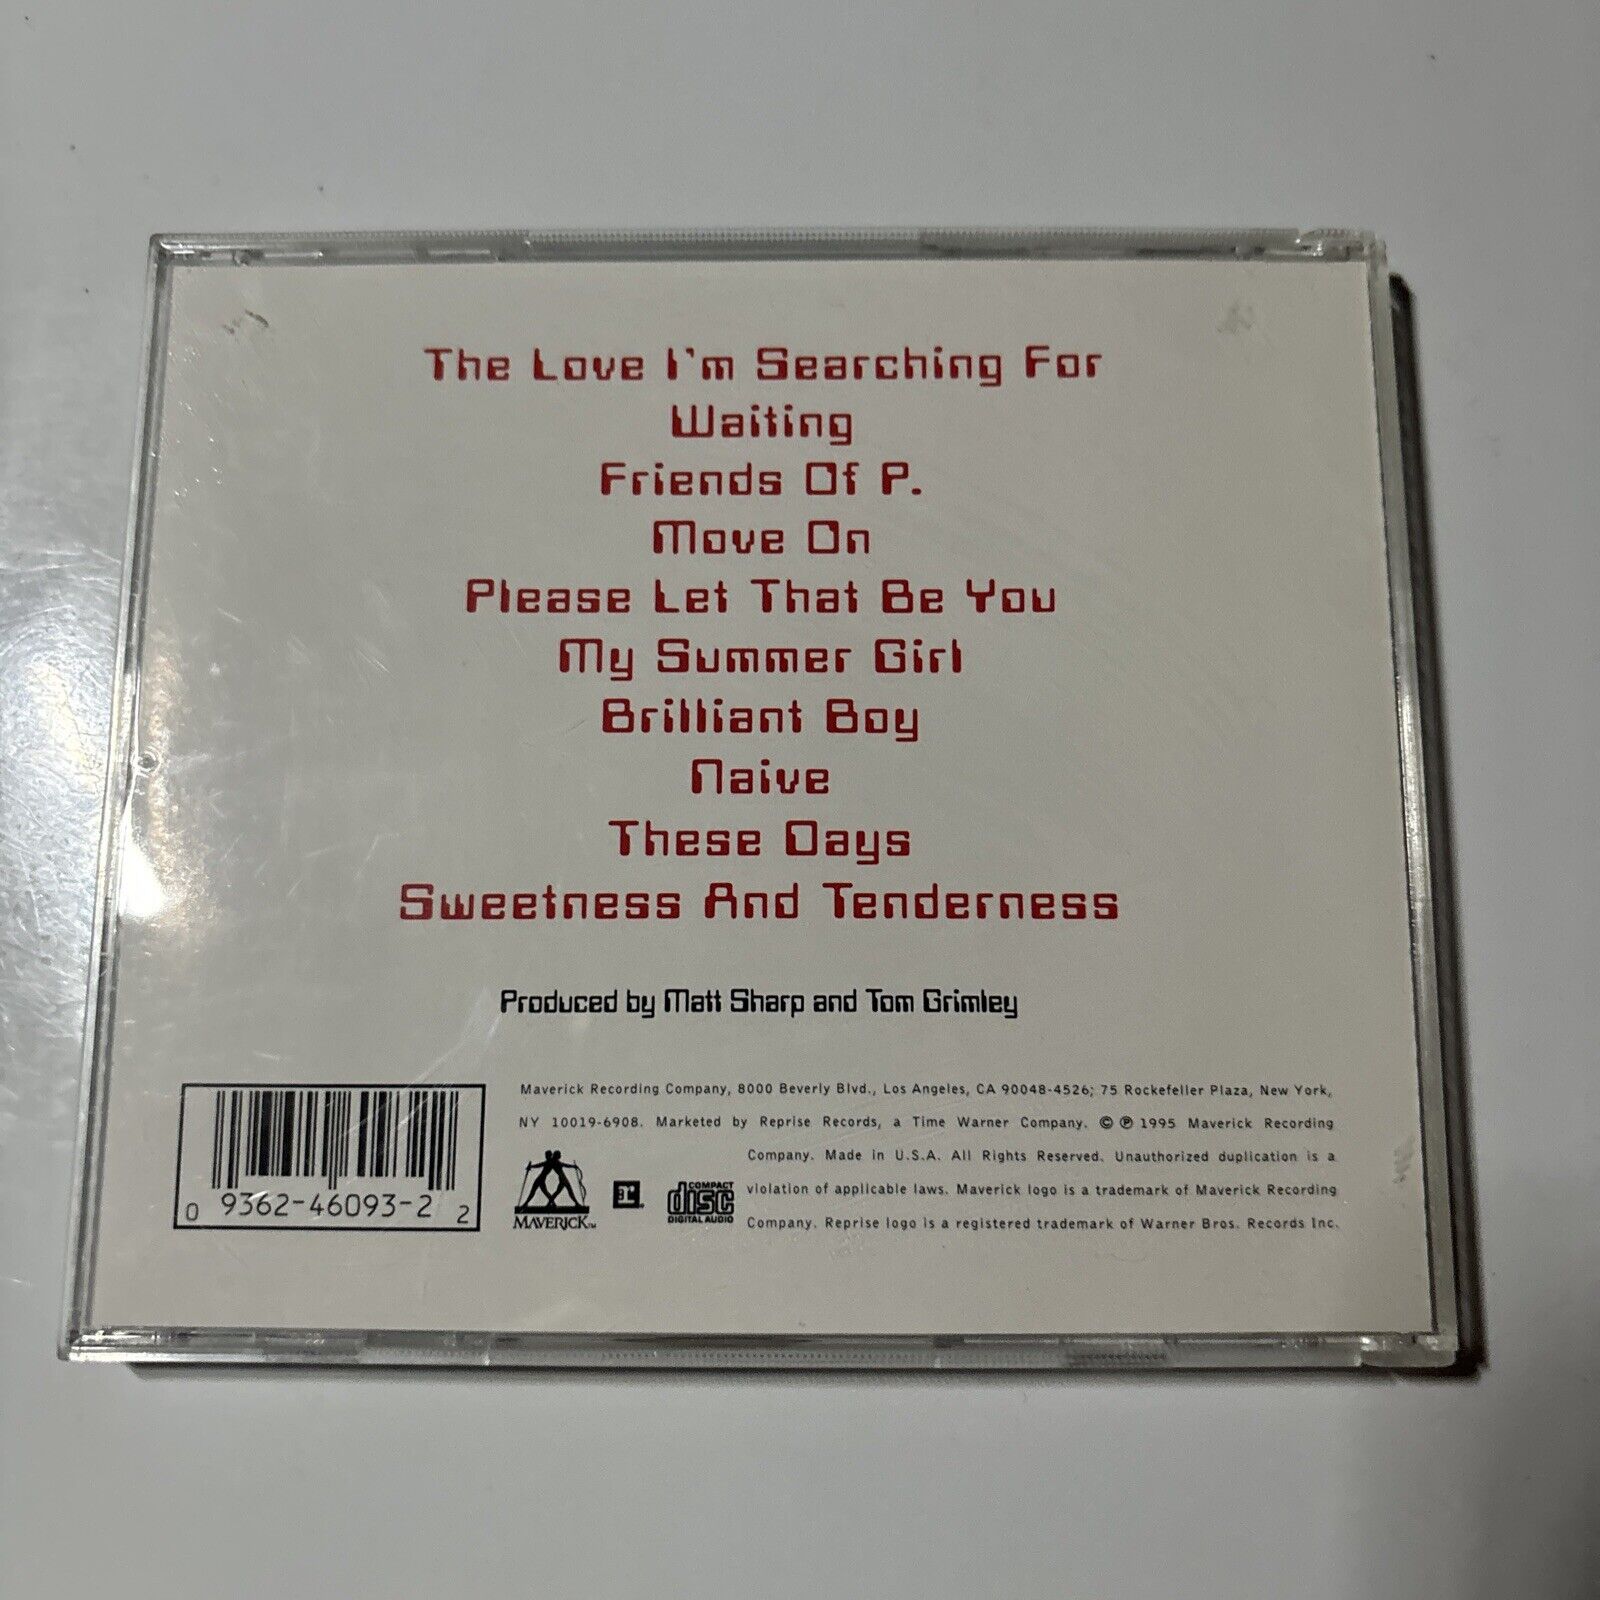 The Love I'm Searching For
Waiting
Friends Of P.
Move On
Please Let That Be You
My Summer Girl
Brilliant Boy
Naive
These Days
Sweetness And Tenderness
Produced by Matt Sharp and Tom Grimley
Maverick Recording Company, 8000 Beverly Blvd., Los Angeles, CA 90048-4526; 75 Rockefeller Plaza, New York,
NY 10019-6908. Marketed by Reprise Records, a Time Warner Company. © ℗ 1995 Maverick Recording
Company. Made in U.S.A. All Rights Reserved. Unauthorized duplication is a
violation of applicable laws. Maverick logo is a trademark of Maverick Recording
Company. Reprise logo is a registered trademark of Warner Bros. Records Inc.
0 9362-46093-2 2
MAVERICK™
r®
COMPACT
disc
DIGITAL AUDIO